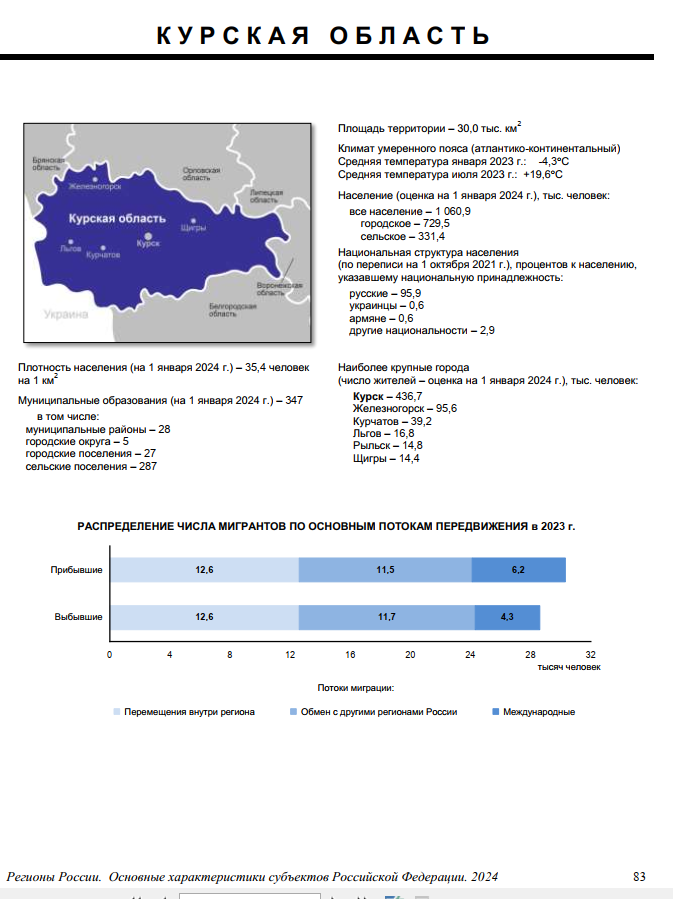 КУРСКАЯ ОБЛАСТЬ
Брянская
область
Орловская
область
Железногорск
Липецкая
область
Курская область
Щигры
Льгов
Курск
Курчатов
Воронежская
область
Белгородская
область
Украина
Площадь территории – 30,0 тыс. км2
Климат умеренного пояса (атлантико-континентальный)
Средняя температура января 2023 г.: -4,3°С
Средняя температура июля 2023 г.: +19,6°С
Население (оценка на 1 января 2024 г.), тыс. человек:
все население – 1 060,9
городское – 729,5
сельское – 331,4
Национальная структура населения
(по переписи на 1 октября 2021 г.), процентов к населению,
указавшему национальную принадлежность:
русские – 95,9
украинцы – 0,6
армяне – 0,6
другие национальности – 2,9
Плотность населения (на 1 января 2024 г.) – 35,4 человек
на 1 км2
Муниципальные образования (на 1 января 2024 г.) – 347
в том числе:
муниципальные районы – 28
городские округа – 5
городские поселения – 27
сельские поселения – 287
Наиболее крупные города
(число жителей – оценка на 1 января 2024 г.), тыс. человек:
Курск – 436,7
Железногорск – 95,6
Курчатов – 39,2
Льгов – 16,8
Рыльск – 14,8
Щигры – 14,4
РАСПРЕДЕЛЕНИЕ ЧИСЛА МИГРАНТОВ ПО ОСНОВНЫМ ПОТОКАМ ПЕРЕДВИЖЕНИЯ в 2023 г.
Прибывшие 12,6 11,5 6,2
Выбывшие 12,6 11,7 4,3
0 4 8 12 16 20 24 28 32
тысяч человек
Потоки миграции:
Перемещения внутри региона Обмен с другими регионами России Международные
Регионы России. Основные характеристики субъектов Российской Федерации. 2024 83